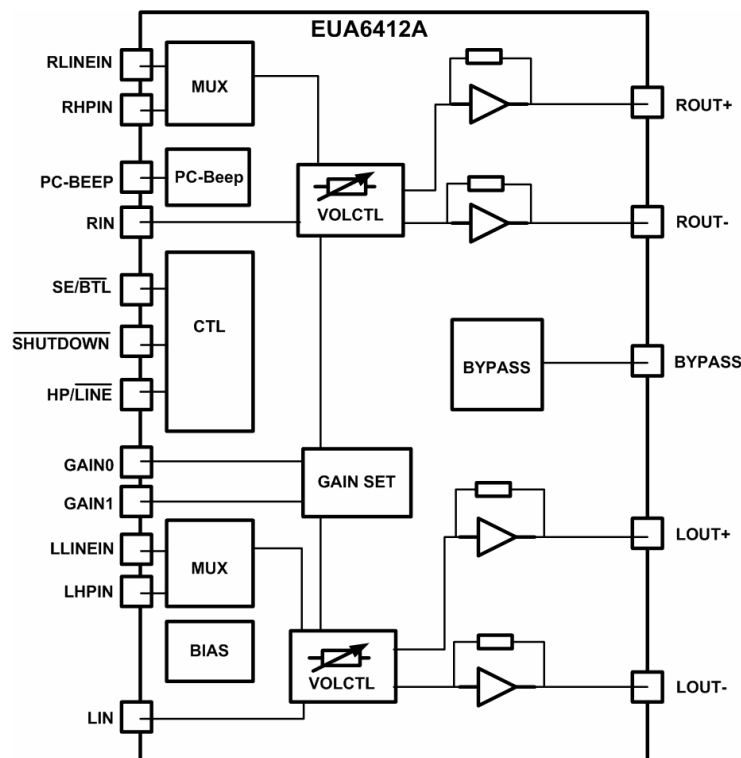 EUA6412A
RLINEIN
MUX
RHPIN
ROUT+
PC-BEEP
PC-Beep
VOLCTL
RIN
ROUT-
SE/BTL
CTL
SHUTDOWN
BYPASS
BYPASS
HP/LINE
GAIN0
GAIN SET
GAIN1
LLINEIN
LOUT+
MUX
LHPIN
BIAS
VOLCTL
LOUT-
LIN